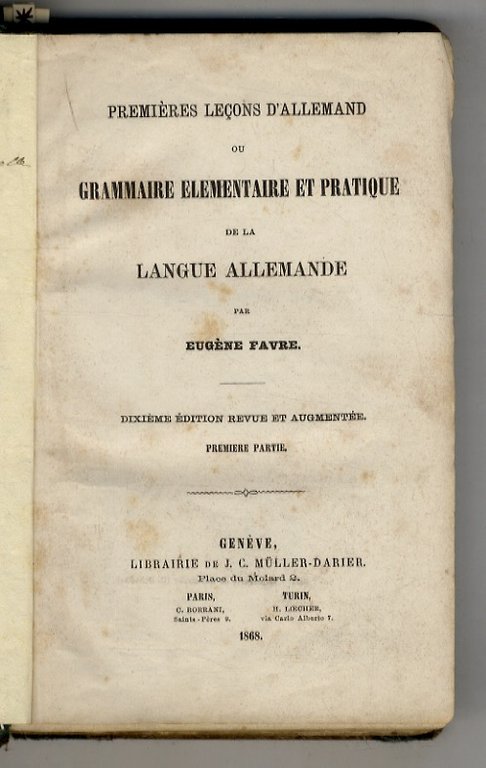 PREMIÈRES LEÇONS D'ALLEMAND
OU
GRAMMAIRE ELEMENTAIRE ET PRATIQUE
DE LA
LANGUE ALLEMANDE
PAR
EUGÈNE FAVRE.
DIXIÈME ÉDITION REVUE ET AUGMENTÉE.
PREMIERE PARTIE.
GENÈVE,
LIBRAIRIE DE J. C. MÜLLER-DARIER.
Place du Molard 2.
PARIS,
C. BORRANI,
Saints-Pères 9.
TURIN,
H. LŒCHER,
via Carlo Alberto 7.
1868.